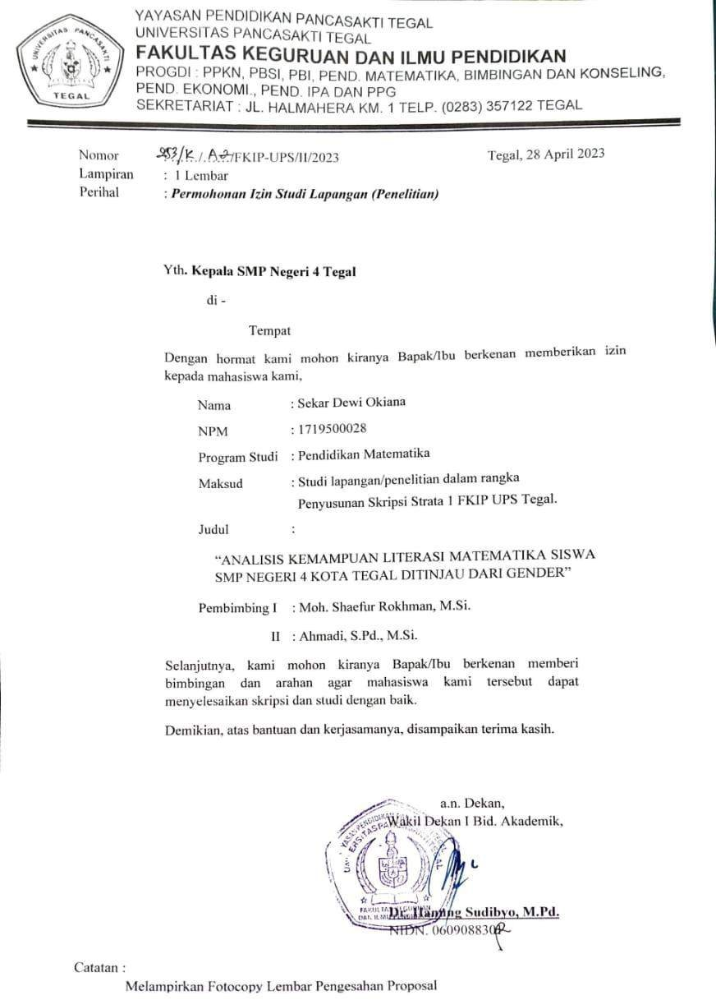 UNIVERSITAS PANCASAKTI
TEGAL
YAYASAN PENDIDIKAN PANCASAKTI TEGAL
UNIVERSITAS PANCASAKTI TEGAL
FAKULTAS KEGURUAN DAN ILMU PENDIDIKAN
PROGDI : PPKN, PBSI, PBI, PEND. MATEMATIKA, BIMBINGAN DAN KONSELING,
PEND. EKONOMI., PEND. IPA DAN PPG
SEKRETARIAT : JL. HALMAHERA KM. 1 TELP. (0283) 357122 TEGAL
Nomor 253/K/A2/FKIP-UPS/II/2023 Tegal, 28 April 2023
Lampiran : 1 Lembar
Perihal : Permohonan Izin Studi Lapangan (Penelitian)
Yth. Kepala SMP Negeri 4 Tegal
di -
Tempat
Dengan hormat kami mohon kiranya Bapak/Ibu berkenan memberikan izin
kepada mahasiswa kami,
Nama : Sekar Dewi Okiana
NPM : 1719500028
Program Studi : Pendidikan Matematika
Maksud : Studi lapangan/penelitian dalam rangka
Penyusunan Skripsi Strata 1 FKIP UPS Tegal.
Judul :
“ANALISIS KEMAMPUAN LITERASI MATEMATIKA SISWA
SMP NEGERI 4 KOTA TEGAL DITINJAU DARI GENDER”
Pembimbing I : Moh. Shaefur Rokhman, M.Si.
II : Ahmadi, S.Pd., M.Si.
Selanjutnya, kami mohon kiranya Bapak/Ibu berkenan memberi
bimbingan dan arahan agar mahasiswa kami tersebut dapat
menyelesaikan skripsi dan studi dengan baik.
Demikian, atas bantuan dan kerjasamanya, disampaikan terima kasih.
a.n. Dekan,
Wakil Dekan I Bid. Akademik,
Dr. Hanung Sudibyo, M.Pd.
NIDN.
Catatan :
Melampirkan Fotocopy Lembar Pengesahan Proposal